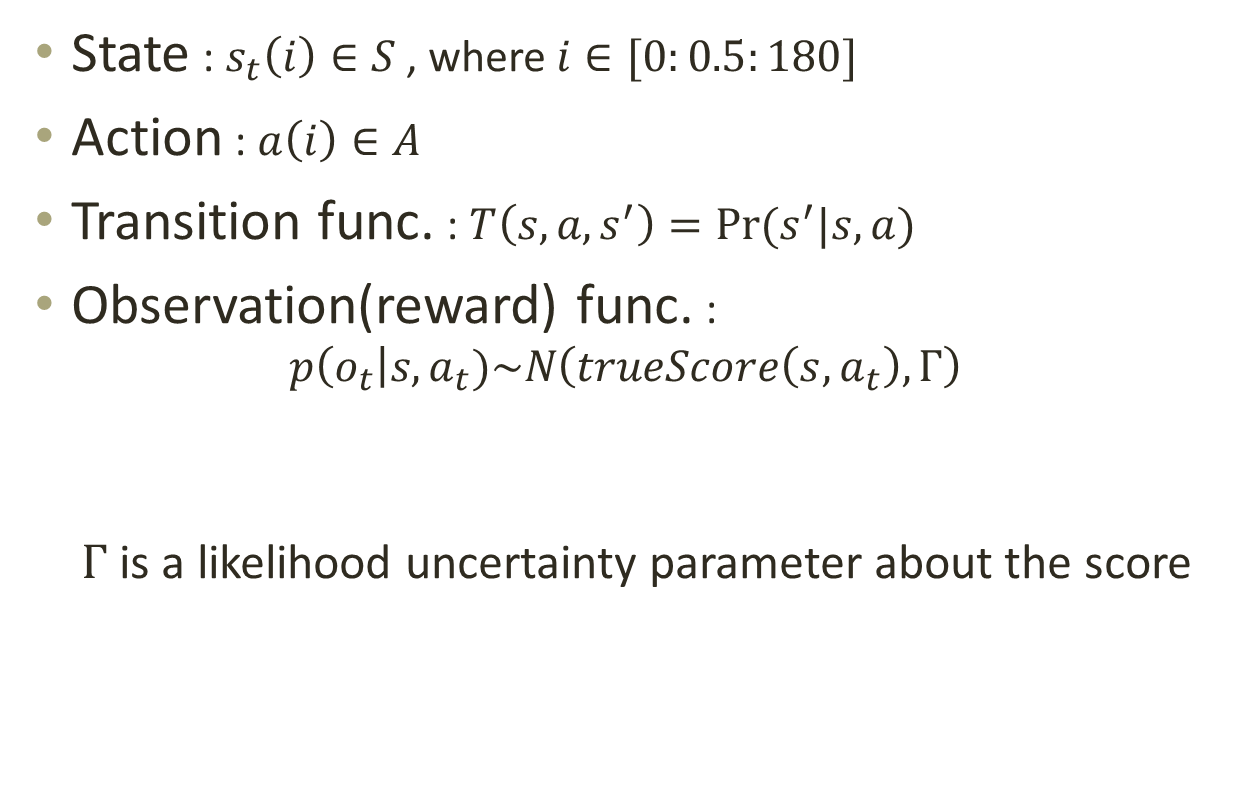 • State : sₜ(i) ∈ S , where i ∈ [0: 0.5: 180]
• Action : a(i) ∈ A
• Transition func. : T(s, a, s′) = Pr(s′|s, a)
• Observation(reward) func. :
p(oₜ|s, aₜ)~N(trueScore(s, aₜ), Γ)
Γ is a likelihood uncertainty parameter about the score